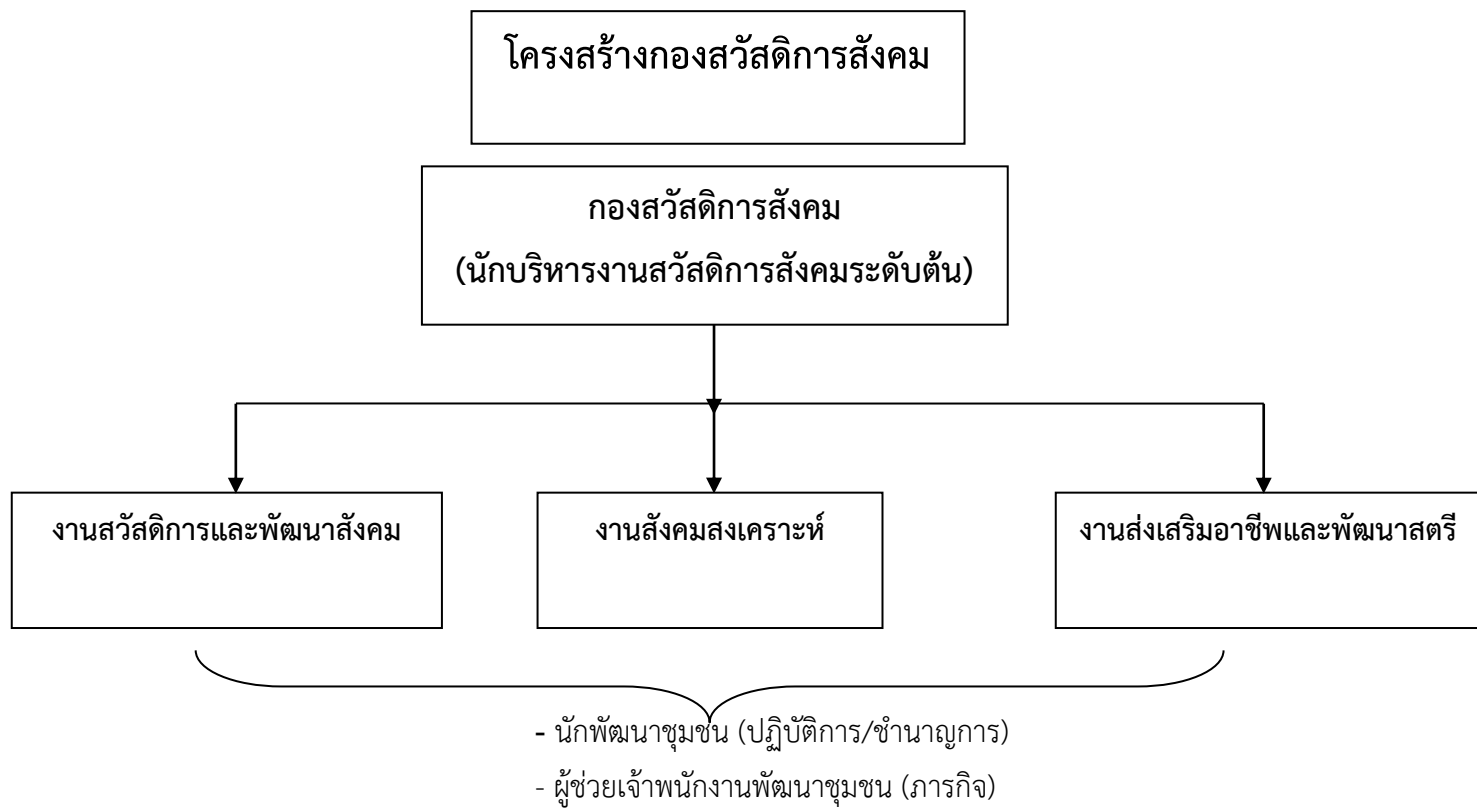 โครงสร้างกองสวัสดิการสังคม
กองสวัสดิการสังคม
(นักบริหารงานสวัสดิการสังคมระดับต้น)
งานสวัสดิการและพัฒนาสังคม
งานสังคมสงเคราะห์
งานส่งเสริมอาชีพและพัฒนาสตรี
- นักพัฒนาชุมชน (ปฏิบัติการ/ชำนาญการ)
- ผู้ช่วยเจ้าพนักงานพัฒนาชุมชน (ภารกิจ)